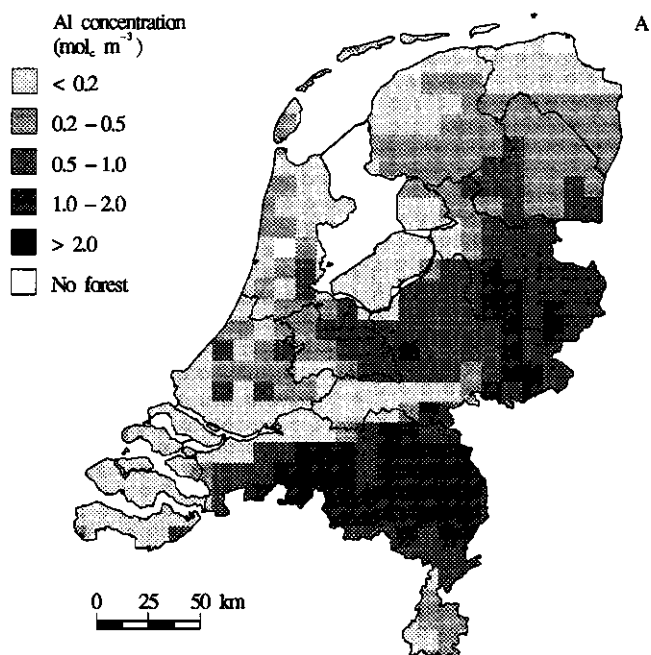 Al concentration
(mol_c m⁻³)
A
< 0.2
0.2 – 0.5
0.5 – 1.0
1.0 – 2.0
> 2.0
No forest
0 25 50 km